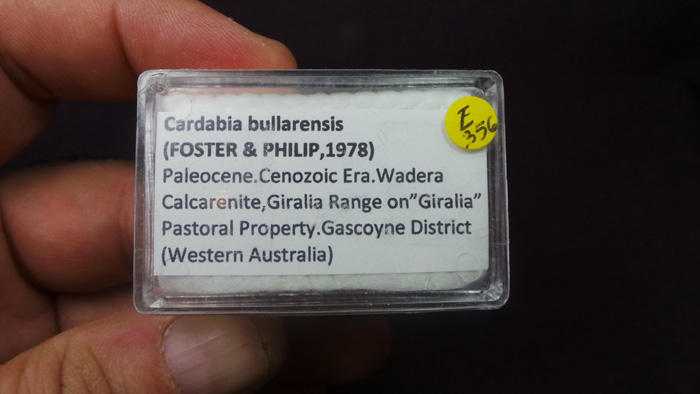 Cardabia bullarensis
(FOSTER & PHILIP,1978)
Paleocene.Cenozoic Era.Wadera
Calcarenite,Giralia Range on"Giralia"
Pastoral Property.Gascoyne District
(Western Australia)
E
356